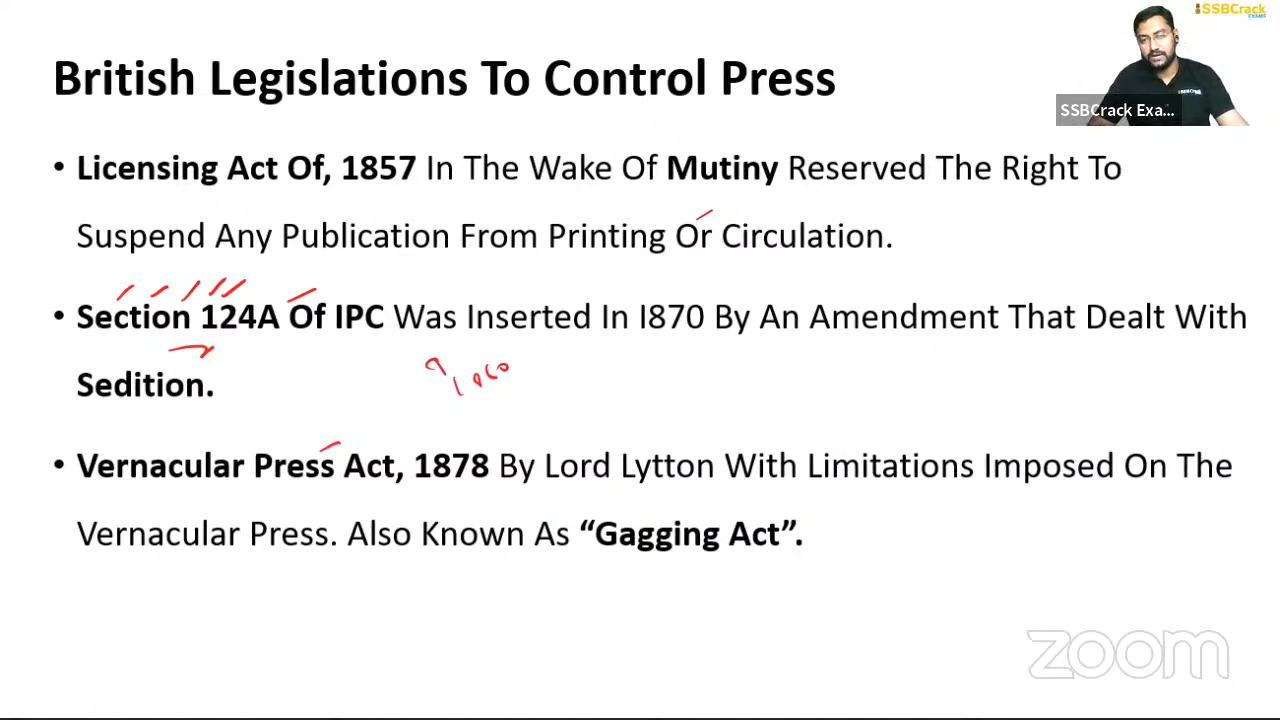 SSBCrack
EXAMS
British Legislations To Control Press
SSBCrack Exa...
• Licensing Act Of, 1857 In The Wake Of Mutiny Reserved The Right To
Suspend Any Publication From Printing Or Circulation.
• Section 124A Of IPC Was Inserted In I870 By An Amendment That Dealt With
Sedition.
• Vernacular Press Act, 1878 By Lord Lytton With Limitations Imposed On The
Vernacular Press. Also Known As “Gagging Act”.
zoom